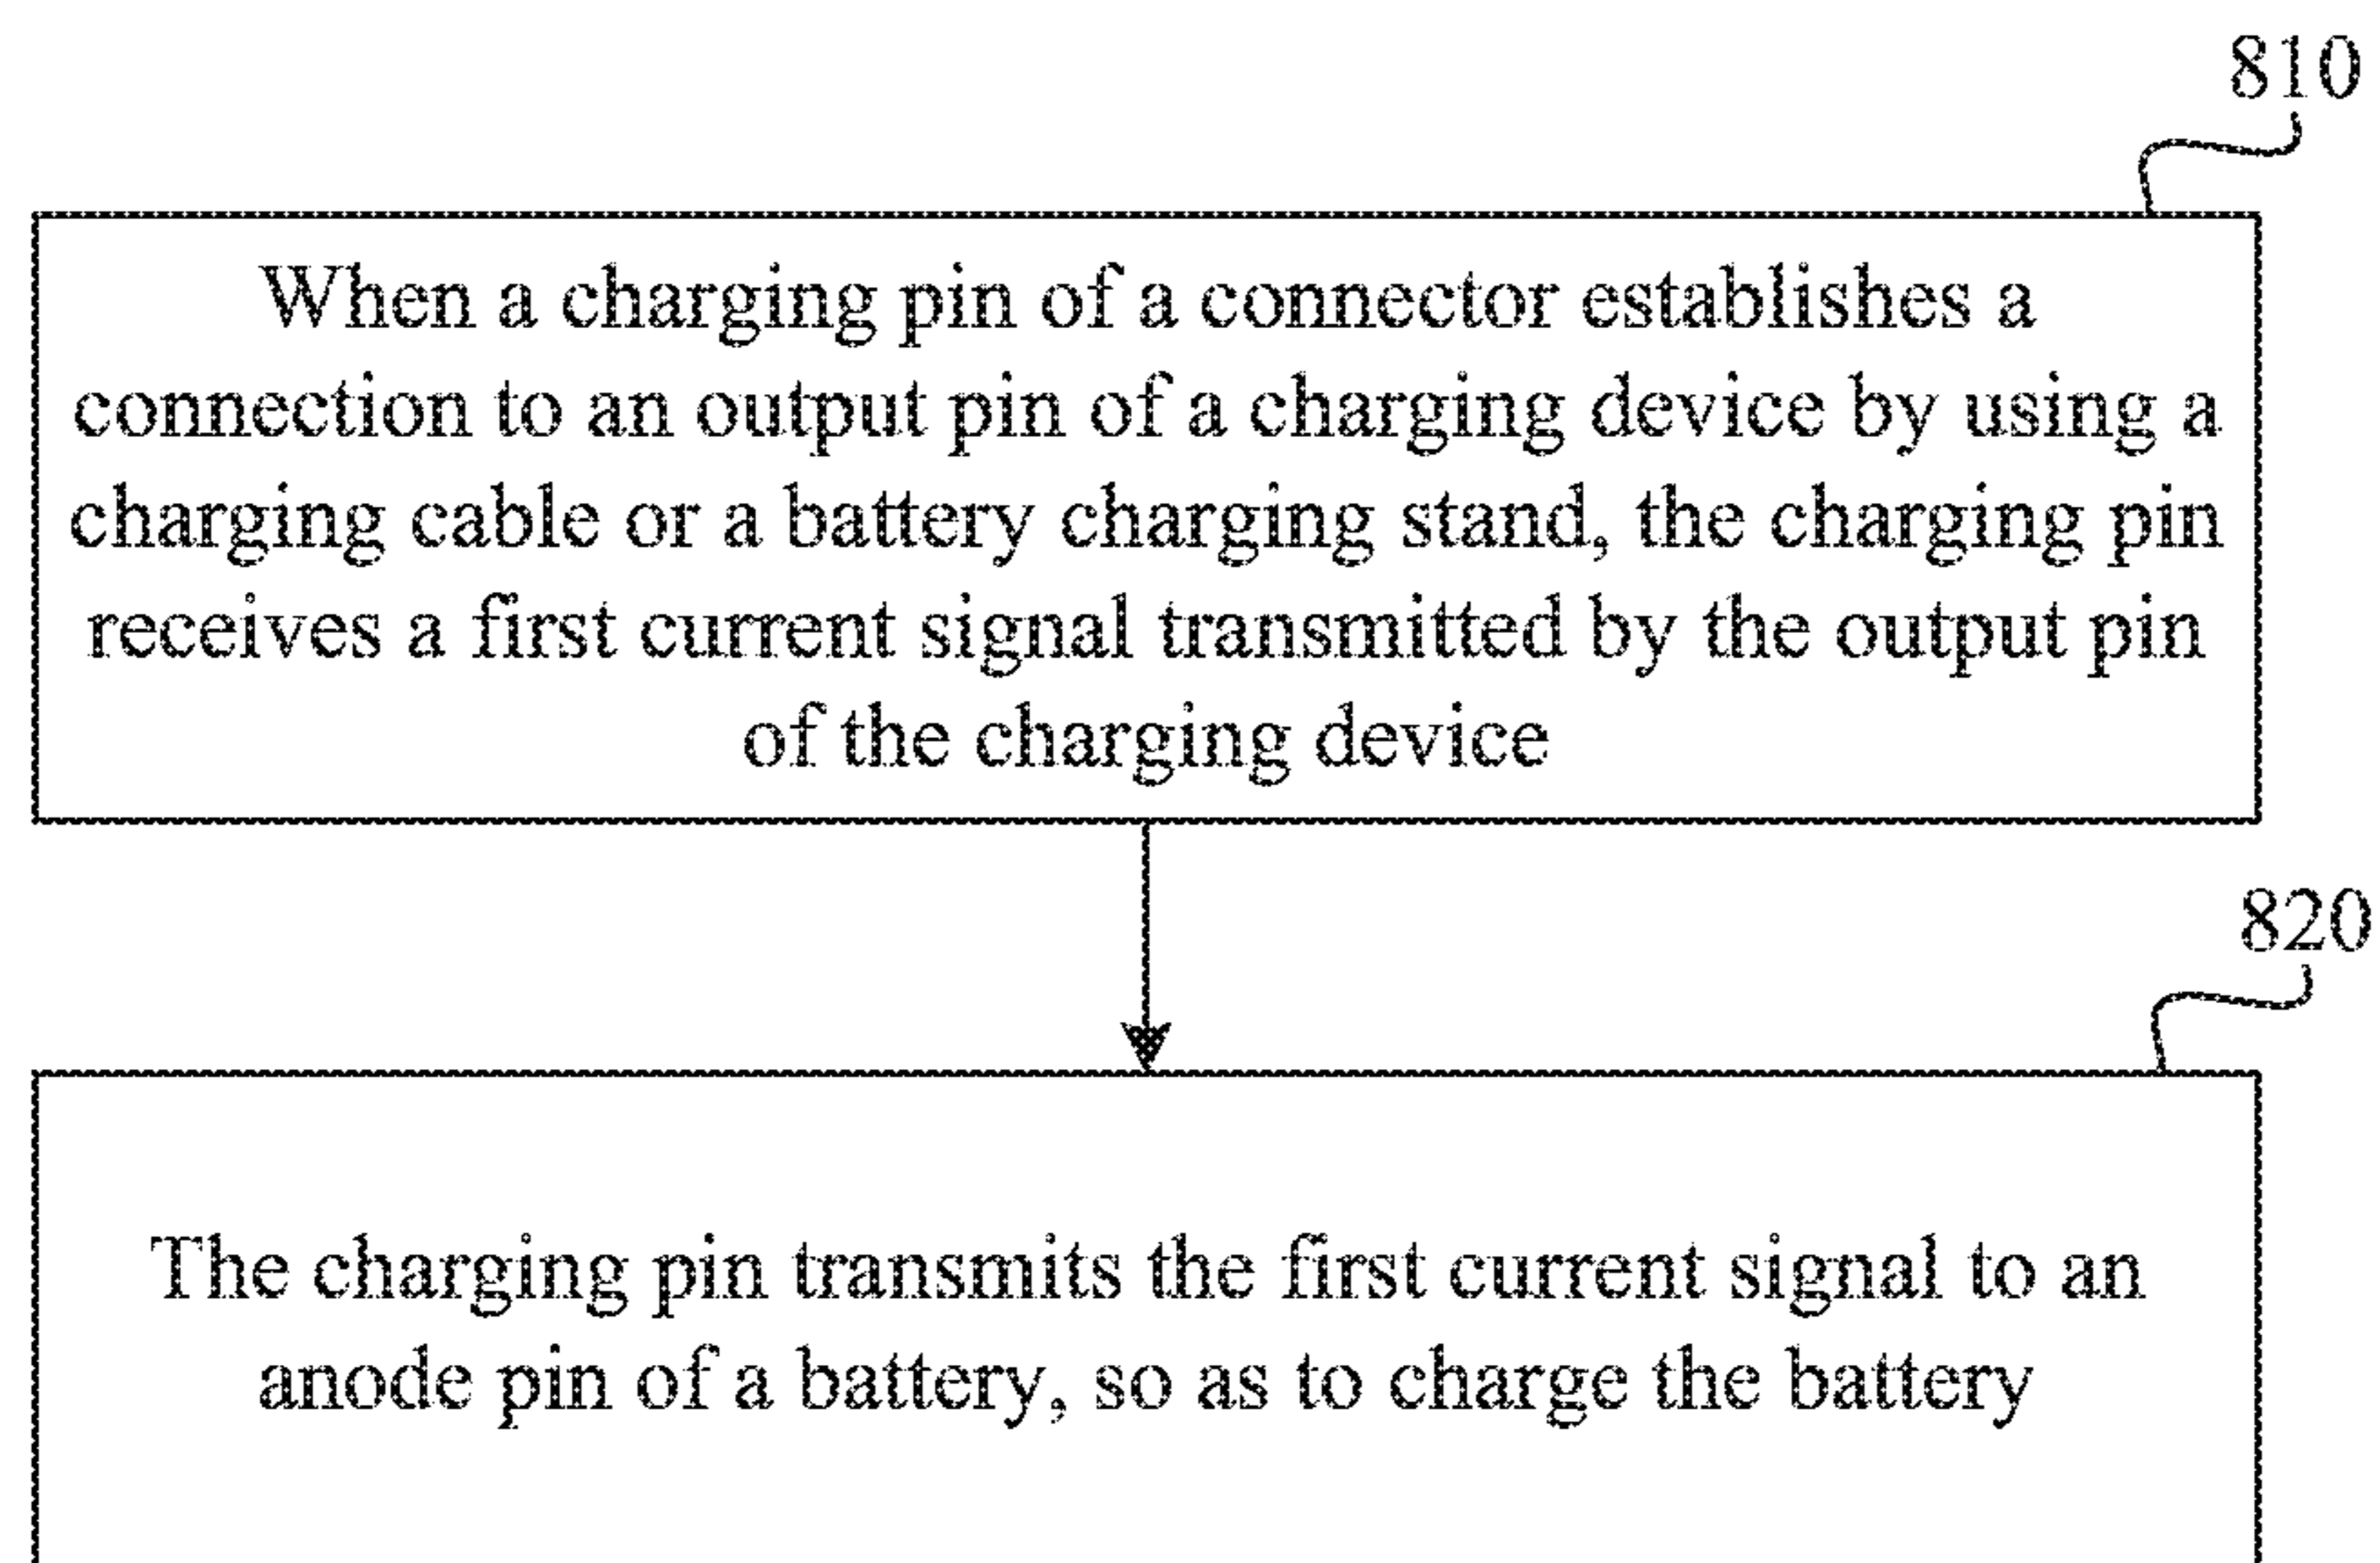 810
When a charging pin of a connector establishes a
connection to an output pin of a charging device by using a
charging cable or a battery charging stand, the charging pin
receives a first current signal transmitted by the output pin
of the charging device
820
The charging pin transmits the first current signal to an
anode pin of a battery, so as to charge the battery